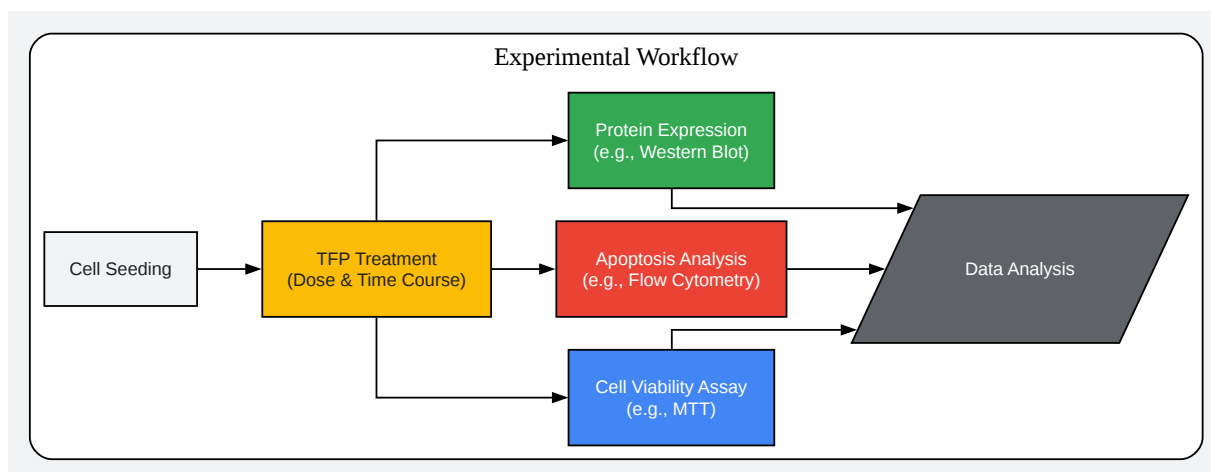 Experimental Workflow
Protein Expression
(e.g., Western Blot)
Cell Seeding
TFP Treatment
(Dose & Time Course)
Apoptosis Analysis
(e.g., Flow Cytometry)
Data Analysis
Cell Viability Assay
(e.g., MTT)